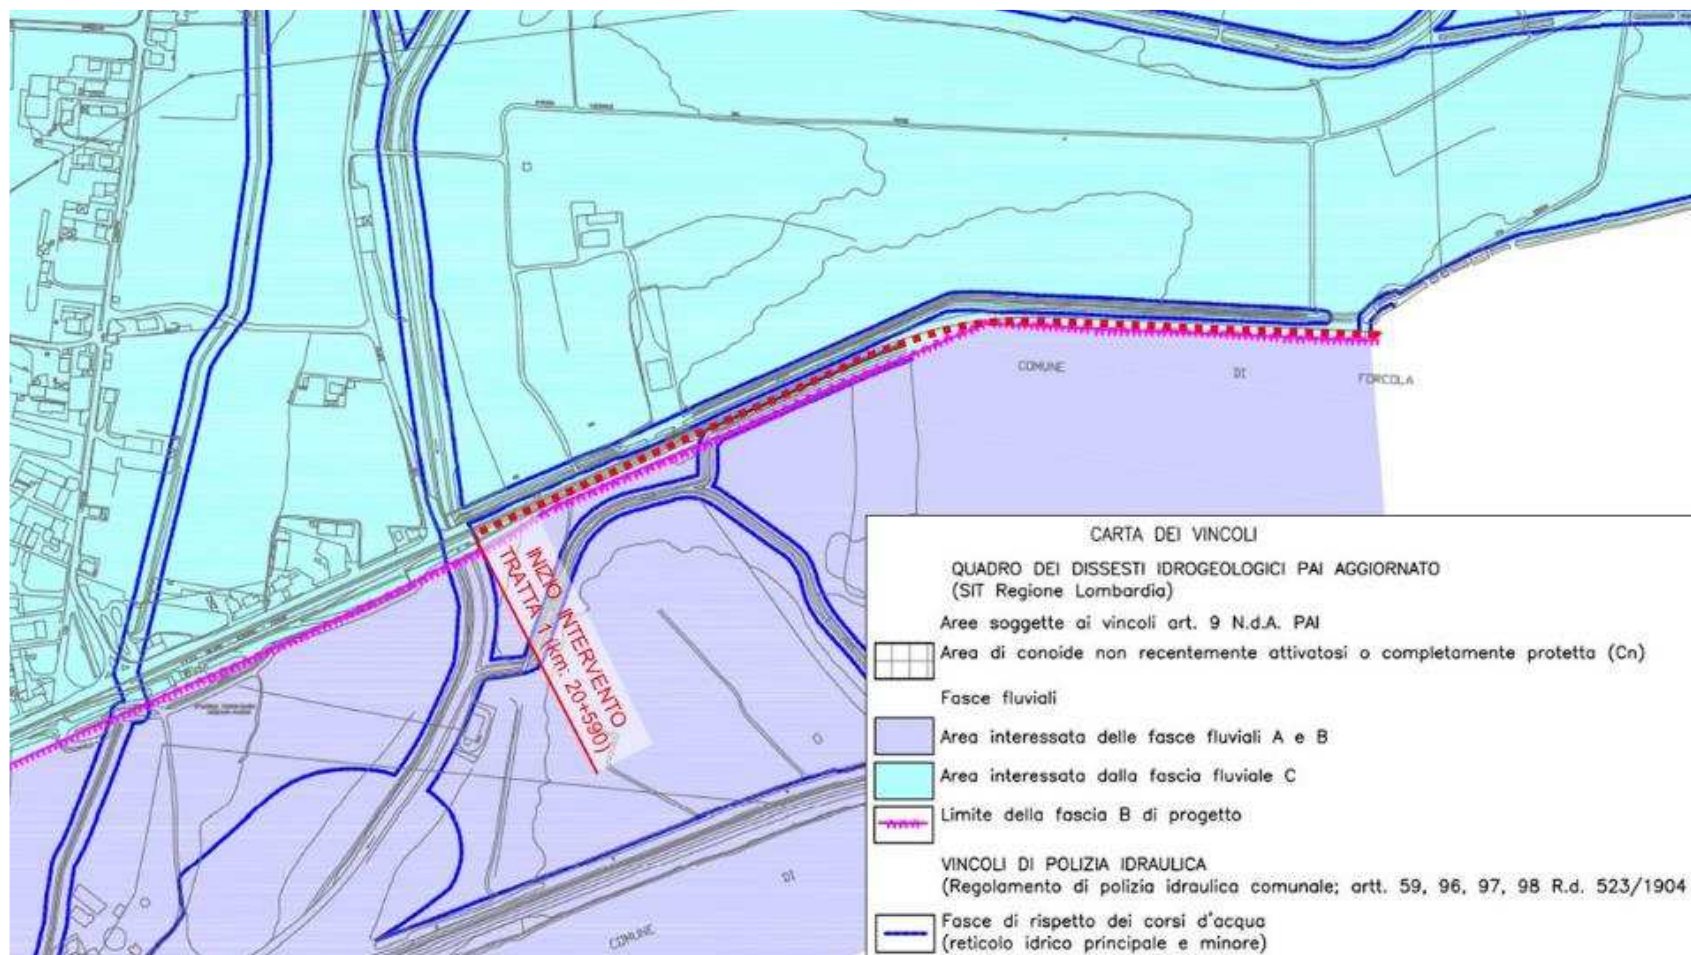 COMUNE
DI
FORCOLA
INIZIO INTERVENTO
TRATTA 1 (km: 20+590)
DI
COMUNE
CARTA DEI VINCOLI
QUADRO DEI DISSESTI IDROGEOLOGICI PAI AGGIORNATO
(SIT Regione Lombardia)
Aree soggette ai vincoli art. 9 N.d.A. PAI
Area di conoide non recentemente attivatosi o completamente protetta (Cn)
Fasce fluviali
Area interessata delle fasce fluviali A e B
Area interessata dalla fascia fluviale C
Limite della fascia B di progetto
VINCOLI DI POLIZIA IDRAULICA
(Regolamento di polizia idraulica comunale; artt. 59, 96, 97, 98 R.d. 523/1904
Fasce di rispetto dei corsi d'acqua
(reticolo idrico principale e minore)